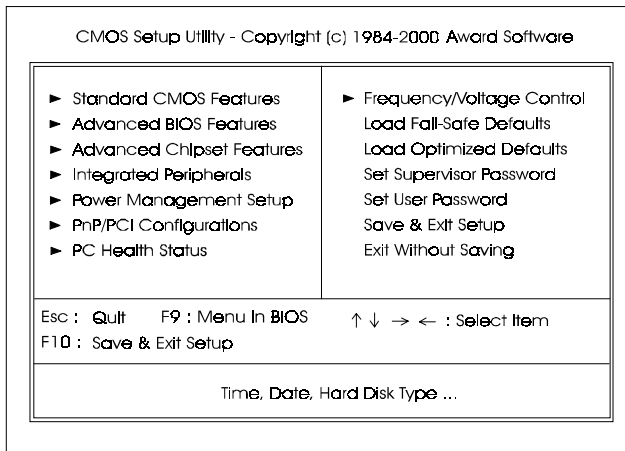 CMOS Setup Utility - Copyright (c) 1984-2000 Award Software
► Standard CMOS Features
► Advanced BIOS Features
► Advanced Chipset Features
► Integrated Peripherals
► Power Management Setup
► PnP/PCI Configurations
► PC Health Status
► Frequency/Voltage Control
Load Fail-Safe Defaults
Load Optimized Defaults
Set Supervisor Password
Set User Password
Save & Exit Setup
Exit Without Saving
Esc : Quit F9 : Menu In BIOS ↑ ↓ → ← : Select Item
F10 : Save & Exit Setup
Time, Date, Hard Disk Type ...